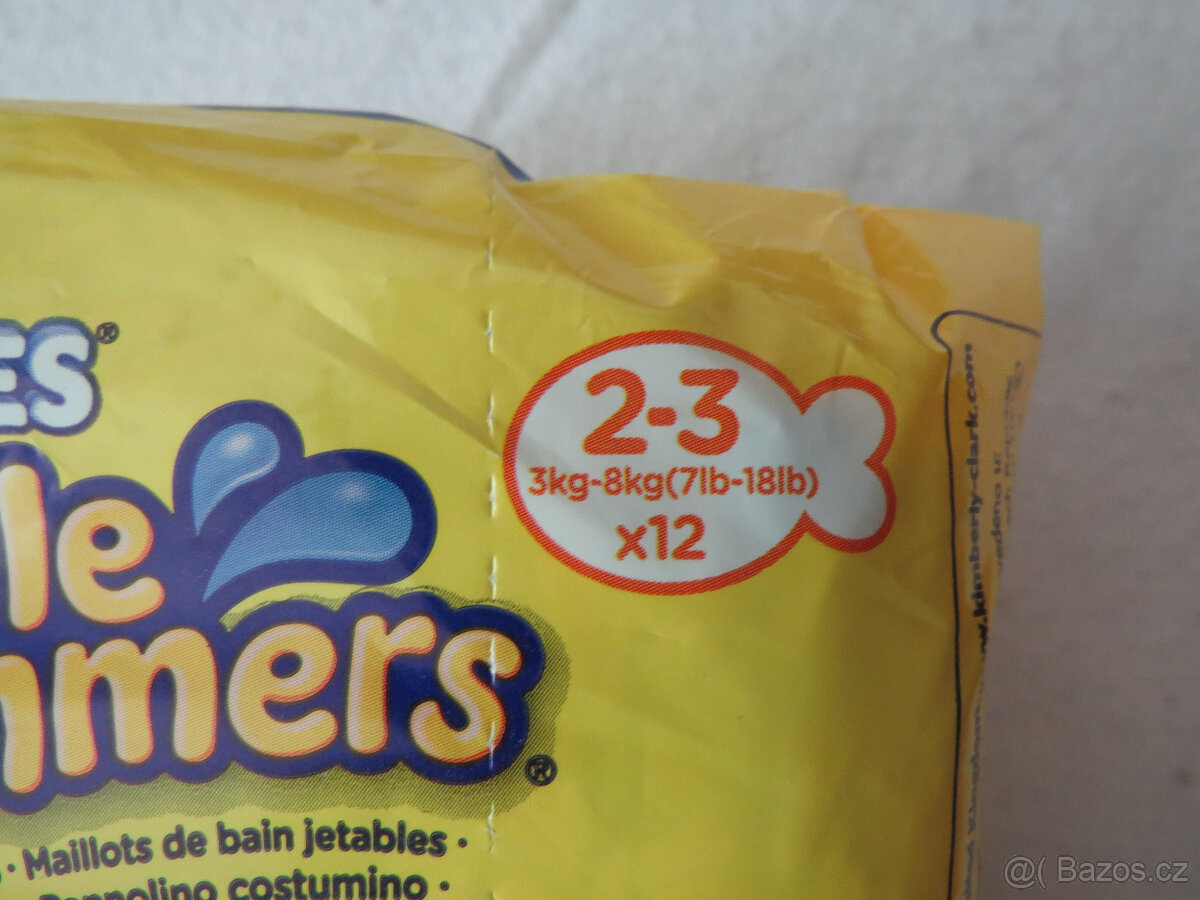 ES®
2-3
3kg-8kg(7lb-18lb)
x12
le
mmers®
· Maillots de bain jetables ·
costumino ·
www.kimberly-clark.com
@( Bazos.cz